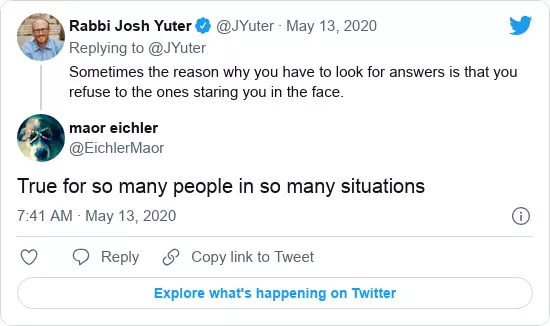 Rabbi Josh Yuter @JYuter · May 13, 2020
Replying to @JYuter
Sometimes the reason why you have to look for answers is that you
refuse to the ones staring you in the face.
maor eichler
@EichlerMaor
True for so many people in so many situations
7:41 AM · May 13, 2020
Reply Copy link to Tweet
Explore what's happening on Twitter